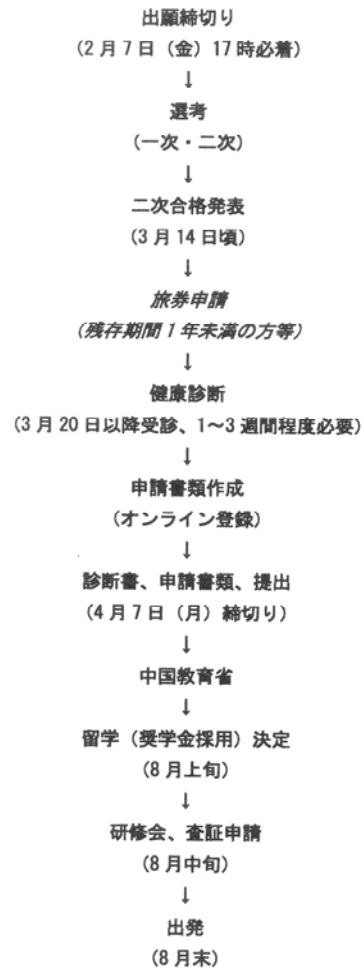 出願締切り
(2月7日（金）17時必着)
↓
選考
(一次・二次)
↓
二次合格発表
(3月14日頃)
↓
旅券申請
(残存期間1年未満の方等)
↓
健康診断
(3月20日以降受診、1～3週間程度必要)
↓
申請書類作成
(オンライン登録)
↓
診断書、申請書類、提出
(4月7日（月）締切り)
↓
中国教育省
↓
留学（奨学金採用）決定
(8月上旬)
↓
研修会、査証申請
(8月中旬)
↓
出発
(8月末)